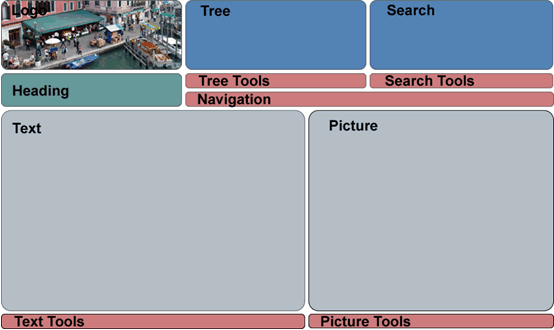 Logo
Tree
Search
Tree Tools
Search Tools
Heading
Navigation
Text
Picture
Text Tools
Picture Tools